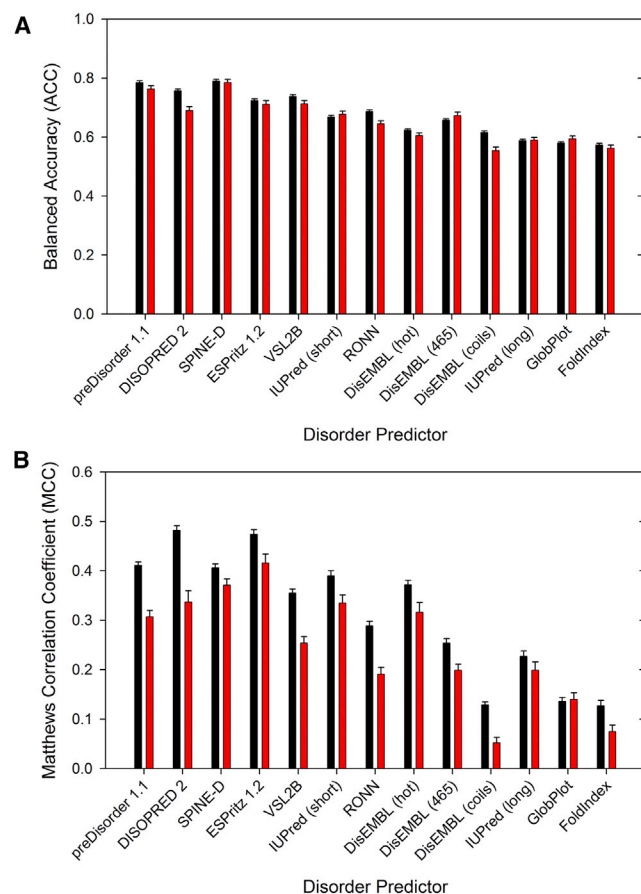 A
Balanced Accuracy (ACC)
1.0
0.8
0.6
0.4
0.2
0.0
preDisorder 1.1
DISOPRED 2
SPINE-D
ESPritz 1.2
VSL2B
IUPred (short)
RONN
DisEMBL (hot)
DisEMBL (465)
DisEMBL (coils)
IUPred (long)
GlobPlot
FoldIndex
Disorder Predictor
B
Matthews Correlation Coefficient (MCC)
0.6
0.5
0.4
0.3
0.2
0.1
0.0
preDisorder 1.1
DISOPRED 2
SPINE-D
ESPritz 1.2
VSL2B
IUPred (short)
RONN
DisEMBL (hot)
DisEMBL (465)
DisEMBL (coils)
IUPred (long)
GlobPlot
FoldIndex
Disorder Predictor